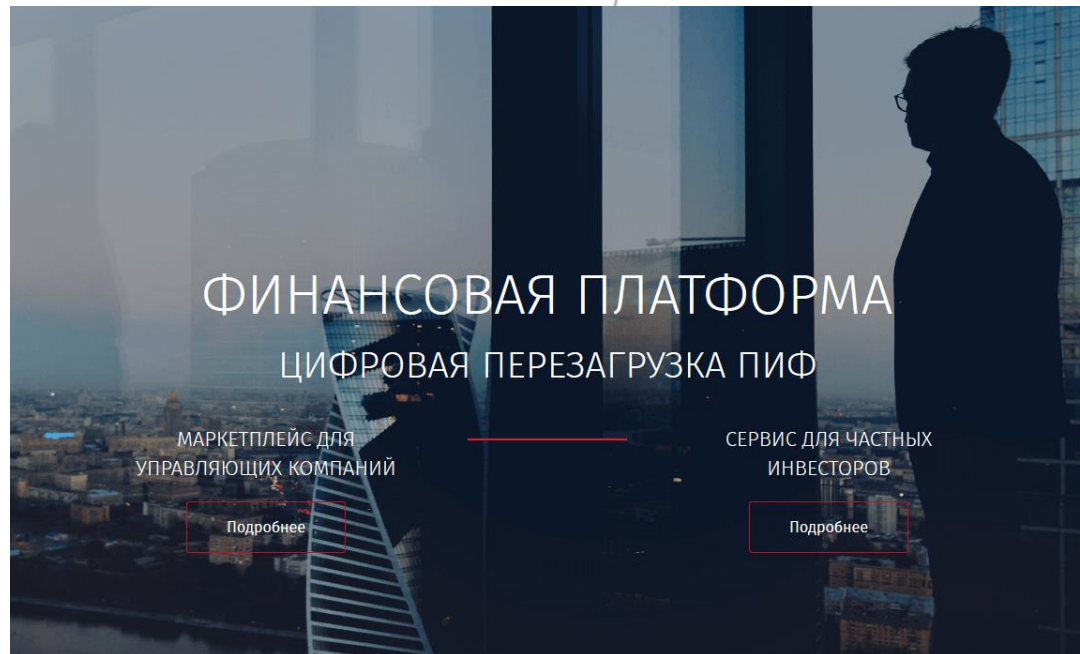 ФИНАНСОВАЯ ПЛАТФОРМА
ЦИФРОВАЯ ПЕРЕЗАГРУЗКА ПИФ
МАРКЕТПЛЕЙС ДЛЯ
УПРАВЛЯЮЩИХ КОМПАНИЙ
Подробнее
СЕРВИС ДЛЯ ЧАСТНЫХ
ИНВЕСТОРОВ
Подробнее